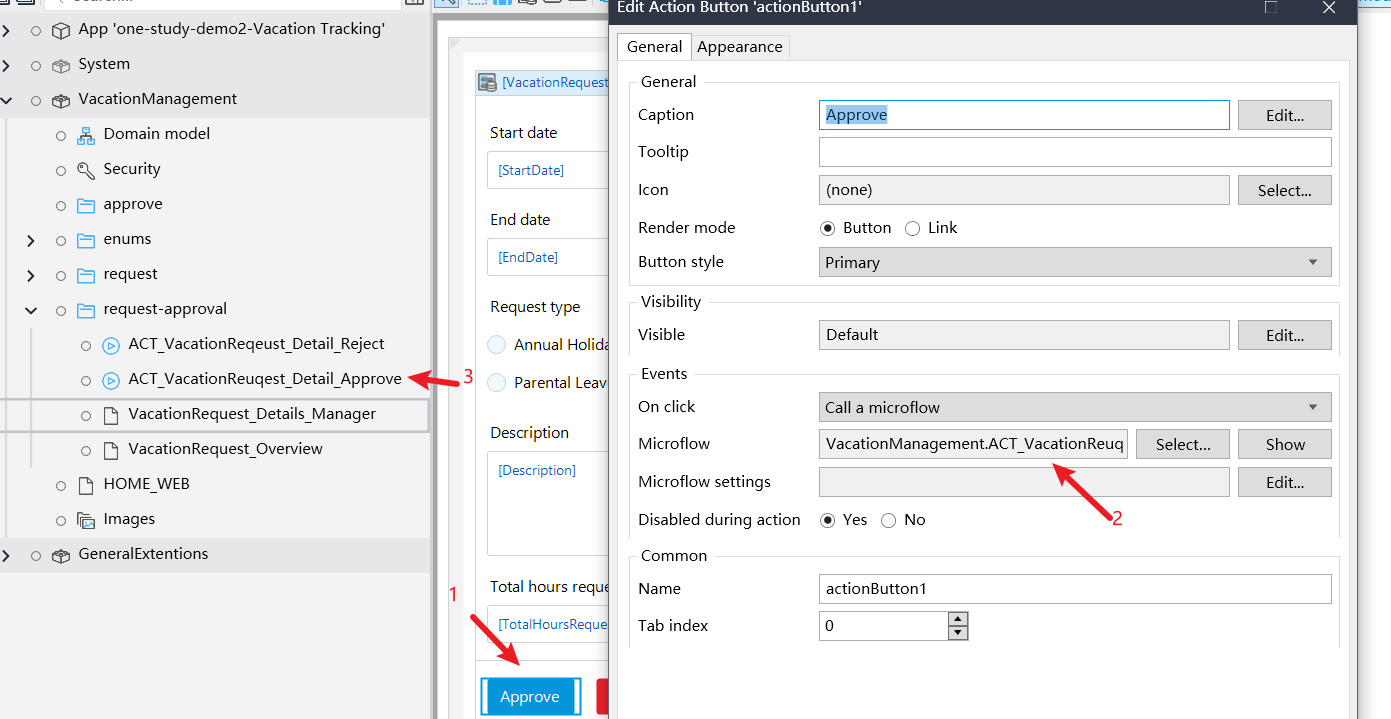 Edit Action Button 'actionButton1'
App 'one-study-demo2-Vacation Tracking'
System
VacationManagement
Domain model
Security
approve
enums
request
request-approval
ACT_VacationReqeust_Detail_Reject
ACT_VacationReuqest_Detail_Approve
3
VacationRequest_Details_Manager
VacationRequest_Overview
HOME_WEB
Images
GeneralExtentions
[VacationRequest
Start date
[StartDate]
End date
[EndDate]
Request type
Annual Holida
Parental Leav
Description
[Description]
Total hours reque
1
[TotalHoursReque
Approve
General Appearance
General
Caption Approve Edit...
Tooltip
Icon (none) Select...
Render mode Button Link
Button style Primary
Visibility
Visible Default Edit...
Events
On click Call a microflow
Microflow VacationManagement.ACT_VacationReuq Select... Show
Microflow settings Edit...
2
Disabled during action Yes No
Common
Name actionButton1
Tab index 0